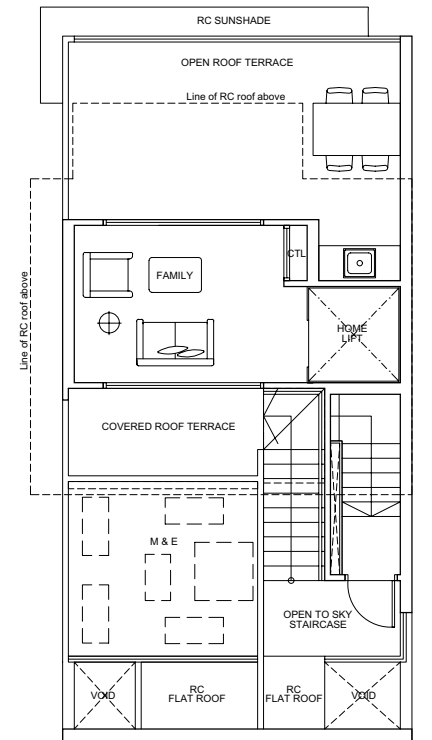 RC SUNSHADE
OPEN ROOF TERRACE
Line of RC roof above
CTL
FAMILY
HOME
LIFT
Line of RC roof above
COVERED ROOF TERRACE
M & E
OPEN TO SKY
STAIRCASE
VOID
RC
FLAT ROOF
RC
FLAT ROOF
VOID